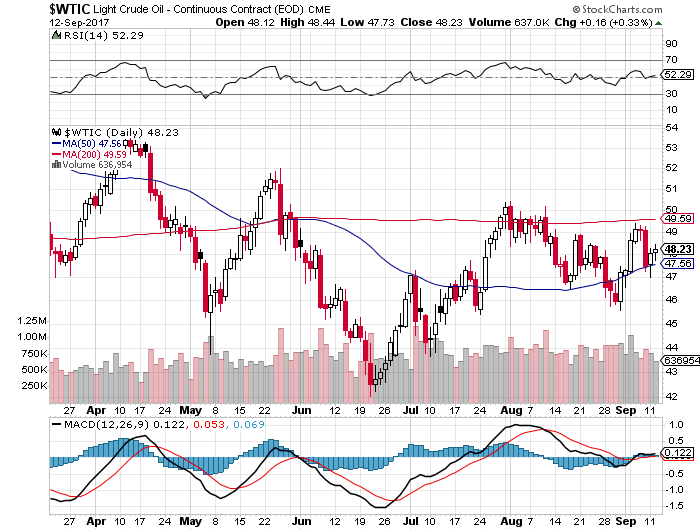 $WTIC Light Crude Oil - Continuous Contract (EOD) CME © StockCharts.com
12-Sep-2017 Open 48.12 High 48.44 Low 47.73 Close 48.23 Volume 637.0K Chg +0.16 (+0.33%)
RSI(14) 52.29
90
70
52.29
50
30
10
$WTIC (Daily) 48.23
MA(50) 47.56
MA(200) 49.59
Volume 636,954
54
53
52
51
50
49.59
49
48.23
48
47.56
47
46
45
44
43
42
636954
1.25M
1.00M
750K
500K
250K
27 Apr 10 17 24 May 8 15 22 Jun 12 19 26 Jul 10 17 24 Aug 7 14 21 28 Sep 11
MACD(12,26,9) 0.122, 0.053, 0.069
1.0
0.5
0.122
-0.5
-1.0
-1.5
27 Apr 10 17 24 May 8 15 22 Jun 12 19 26 Jul 10 17 24 Aug 7 14 21 28 Sep 11